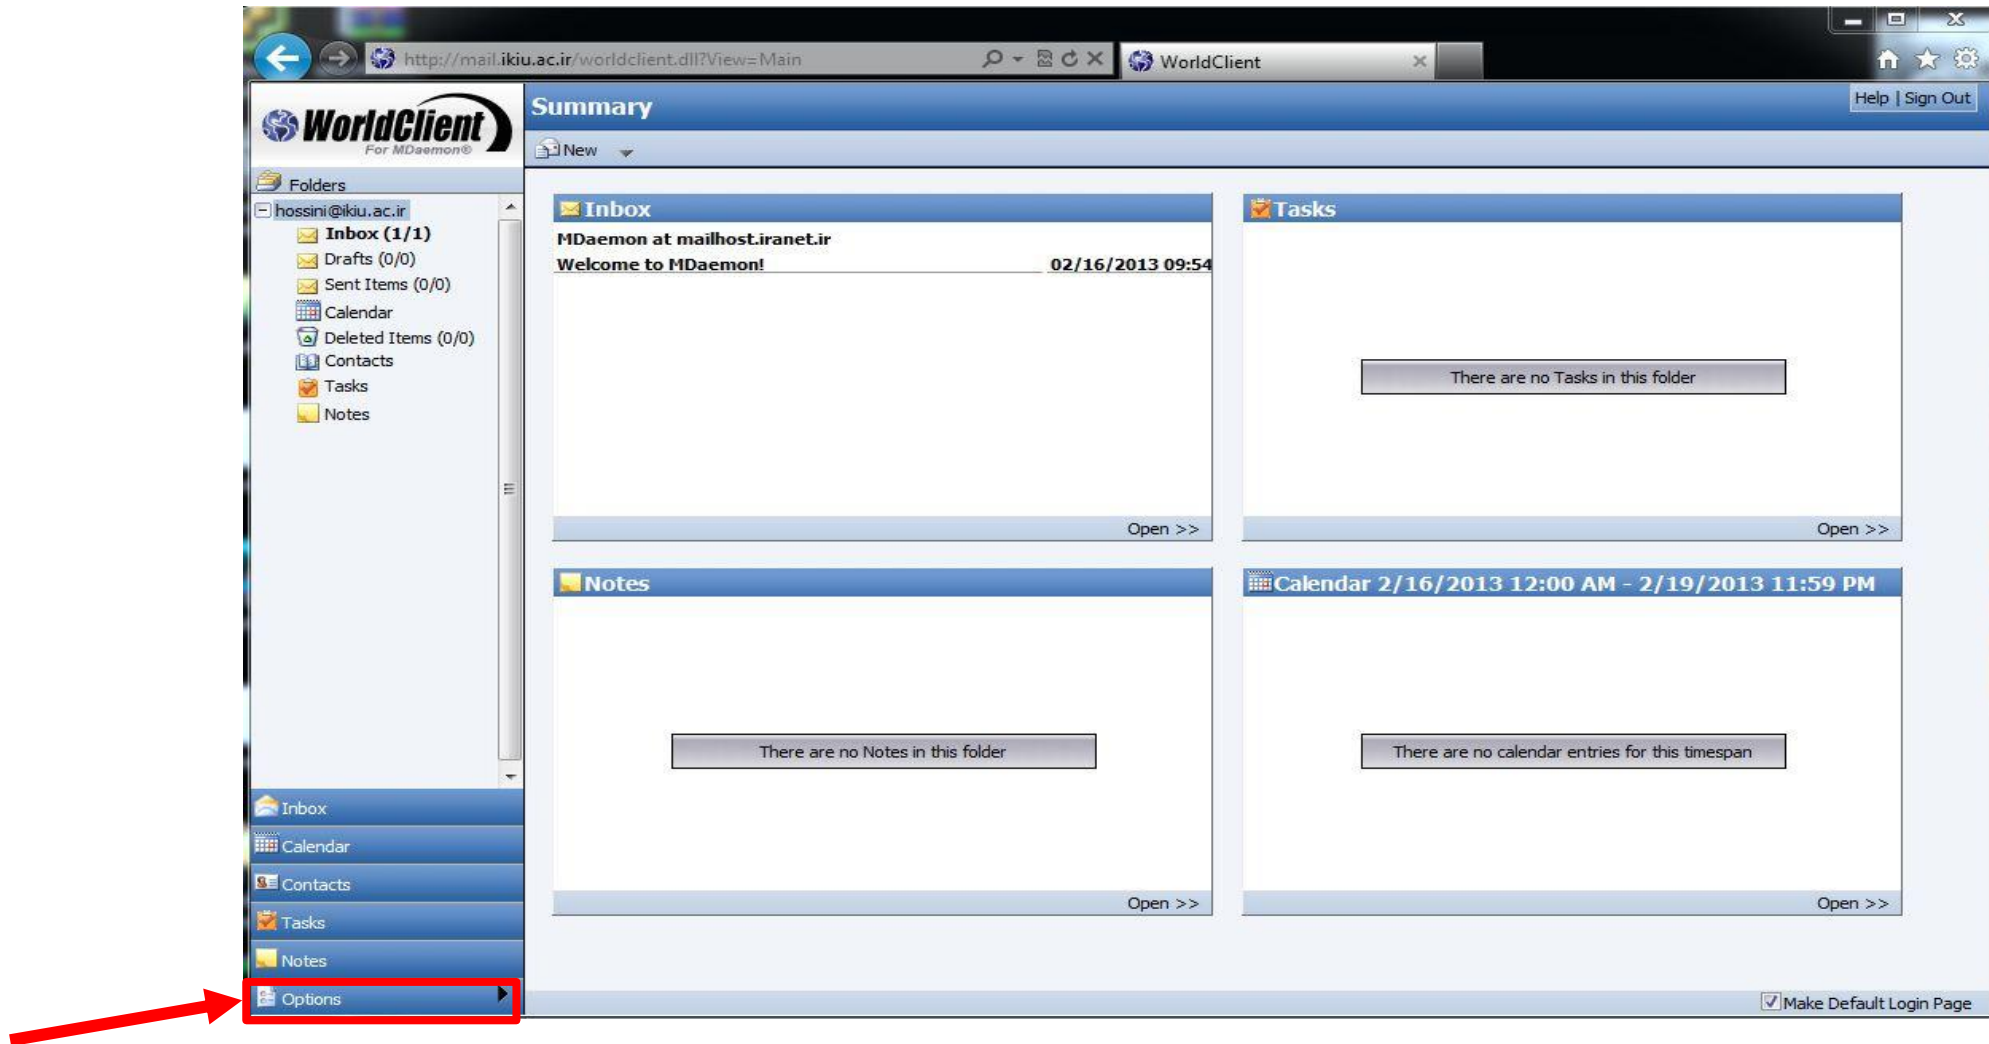 http://mail.ikiu.ac.ir/worldclient.dll?View=Main
WorldClient
WorldClient
For MDaemon®
Summary
Help | Sign Out
New
Folders
hossini@ikiu.ac.ir
Inbox (1/1)
Drafts (0/0)
Sent Items (0/0)
Calendar
Deleted Items (0/0)
Contacts
Tasks
Notes
Inbox
MDaemon at mailhost.iranet.ir
Welcome to MDaemon! 02/16/2013 09:54
Open >>
Tasks
There are no Tasks in this folder
Open >>
Notes
There are no Notes in this folder
Open >>
Calendar 2/16/2013 12:00 AM - 2/19/2013 11:59 PM
There are no calendar entries for this timespan
Open >>
Inbox
Calendar
Contacts
Tasks
Notes
Options
Make Default Login Page